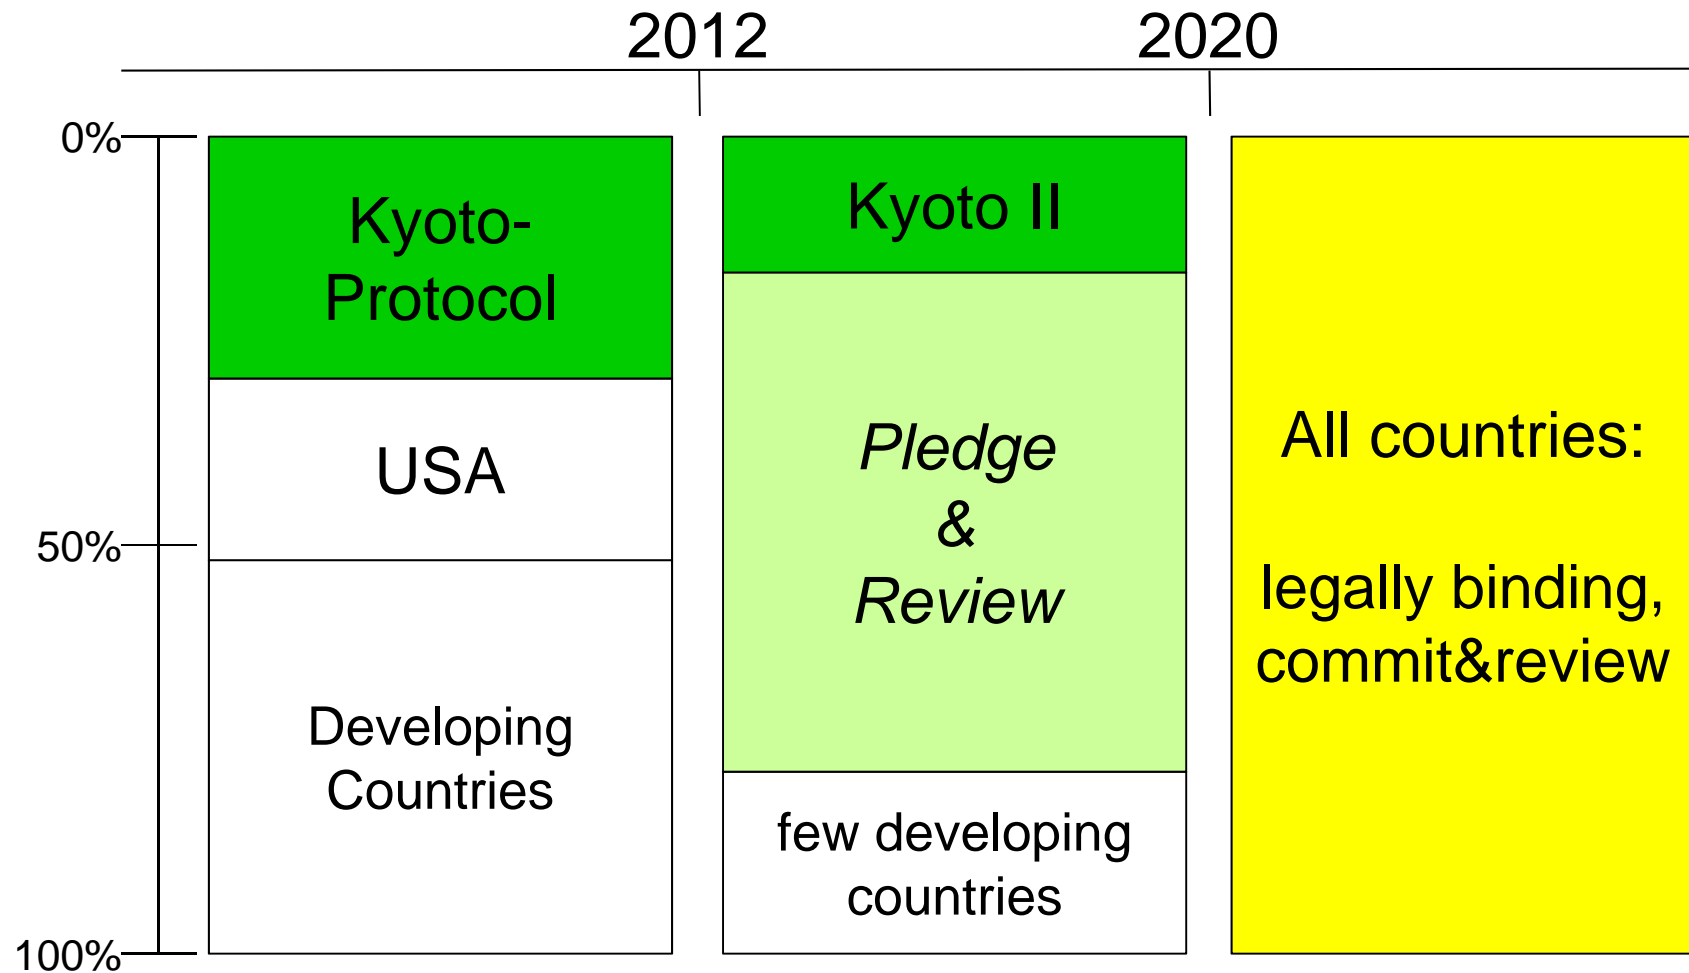 2012
2020
0%
50%
100%
Kyoto-
Protocol
USA
Developing
Countries
Kyoto II
Pledge
&
Review
few developing
countries
All countries:
legally binding,
commit&review